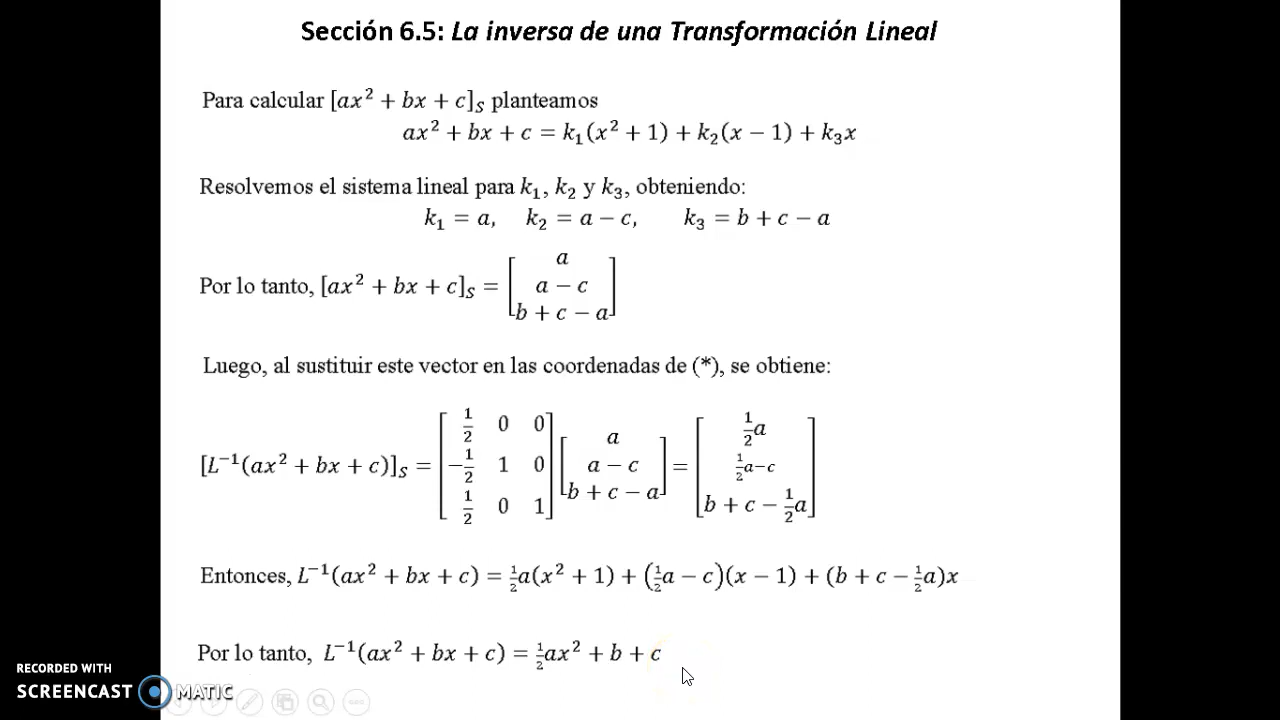 Sección 6.5: La inversa de una Transformación Lineal
Para calcular [ax² + bx + c]_S planteamos
ax² + bx + c = k₁(x² + 1) + k₂(x − 1) + k₃x
Resolvemos el sistema lineal para k₁, k₂ y k₃, obteniendo:
k₁ = a, k₂ = a − c, k₃ = b + c − a
Por lo tanto, [ax² + bx + c]_S = [a; a − c; b + c − a]
Luego, al sustituir este vector en las coordenadas de (*), se obtiene:
[L⁻¹(ax² + bx + c)]_S = [1/2 0 0; −1/2 1 0; 1/2 0 1] [a; a − c; b + c − a] = [1/2 a; 1/2 a − c; b + c − 1/2 a]
Entonces, L⁻¹(ax² + bx + c) = 1/2 a(x² + 1) + (1/2 a − c)(x − 1) + (b + c − 1/2 a)x
Por lo tanto, L⁻¹(ax² + bx + c) = 1/2 ax² + b + c
RECORDED WITH
SCREENCAST MATIC